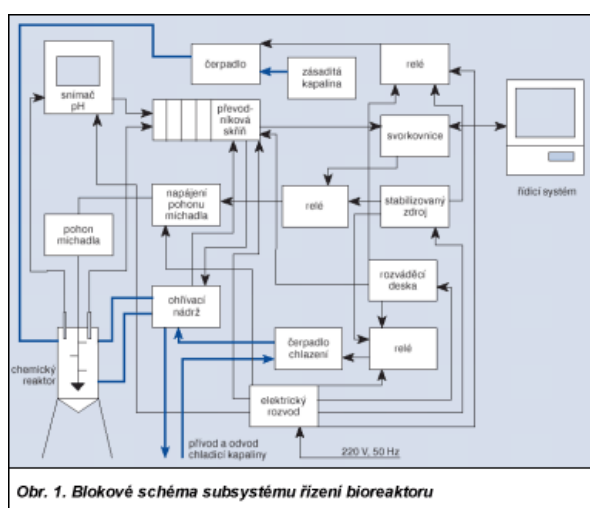 čerpadlo
zásaditá
kapalina
relé
snímač
pH
převod-
níková
skříň
svorkovnice
řídicí systém
napájení
pohonu
míchadla
relé
stabilizovaný
zdroj
pohon
míchadla
rozváděcí
deska
ohřívací
nádrž
čerpadlo
chlazení
relé
chemický
reaktor
elektrický
rozvod
přívod a odvod
chladicí kapaliny
220 V, 50 Hz
Obr. 1. Blokové schéma subsystému řízení bioreaktoru